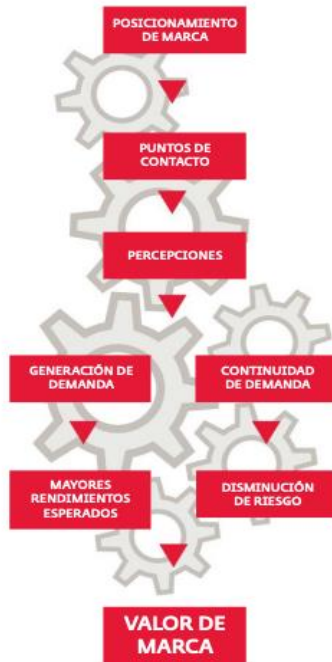 POSICIONAMIENTO
DE MARCA
PUNTOS DE
CONTACTO
PERCEPCIONES
GENERACIÓN DE
DEMANDA
CONTINUIDAD
DE DEMANDA
MAYORES
RENDIMIENTOS
ESPERADOS
DISMINUCIÓN
DE RIESGO
VALOR DE
MARCA